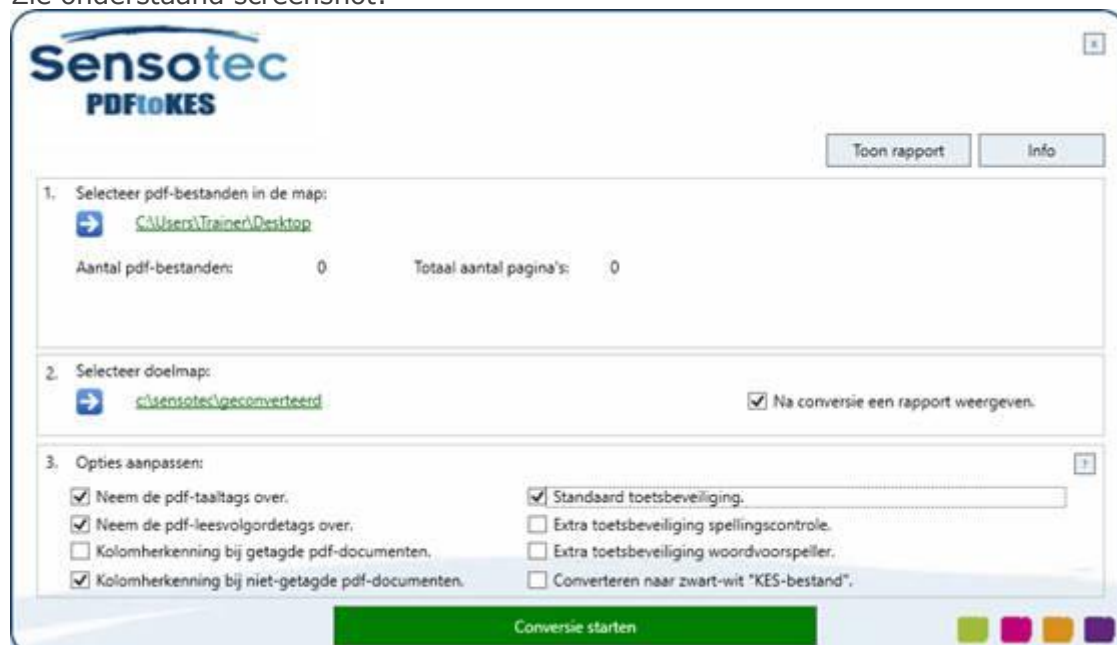 Zie onderstaand screenshot:
Sensotec
PDFtoKES
x
Toon rapport
Info
1. Selecteer pdf-bestanden in de map:
C:\Users\Trainer\Desktop
Aantal pdf-bestanden: 0 Totaal aantal pagina's: 0
2. Selecteer doelmap:
c:\sensotec\geconverteerd
Na conversie een rapport weergeven.
3. Opties aanpassen:
?
Neem de pdf-taaltags over.
Neem de pdf-leesvolgordetags over.
Kolomherkenning bij getagde pdf-documenten.
Kolomherkenning bij niet-getagde pdf-documenten.
Standaard toetsbeveiliging.
Extra toetsbeveiliging spellingscontrole.
Extra toetsbeveiliging woordvoorspeller.
Converteren naar zwart-wit "KES-bestand".
Conversie starten